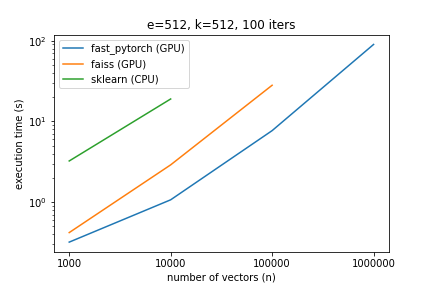 e=512, k=512, 100 iters
fast_pytorch (GPU)
faiss (GPU)
sklearn (CPU)
execution time (s)
10²
10¹
10⁰
1000
10000
100000
1000000
number of vectors (n)